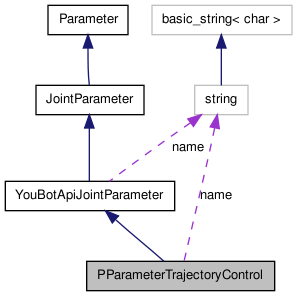 Parameter
basic_string< char >
JointParameter
string
name
YouBotApiJointParameter
name
PParameterTrajectoryControl